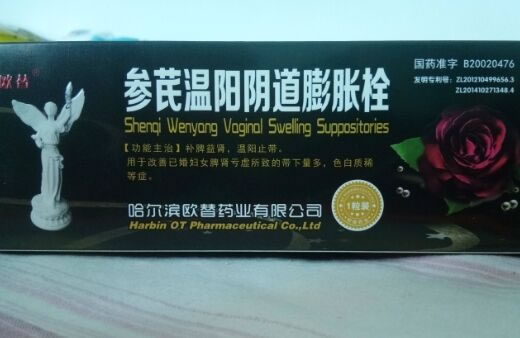 欧替®
国药准字 B20020476
发明专利号: ZL201210499656.3
ZL201410271348.4
参芪温阳阴道膨胀栓
Shenqi Wenyang Vaginal Swelling Suppositories
【功能主治】补脾益肾，温阳止带。
用于改善已婚妇女脾肾亏虚所致的带下量多，色白质稀
等症。
哈尔滨欧替药业有限公司
Harbin OT Pharmaceutical Co.,Ltd
1粒装